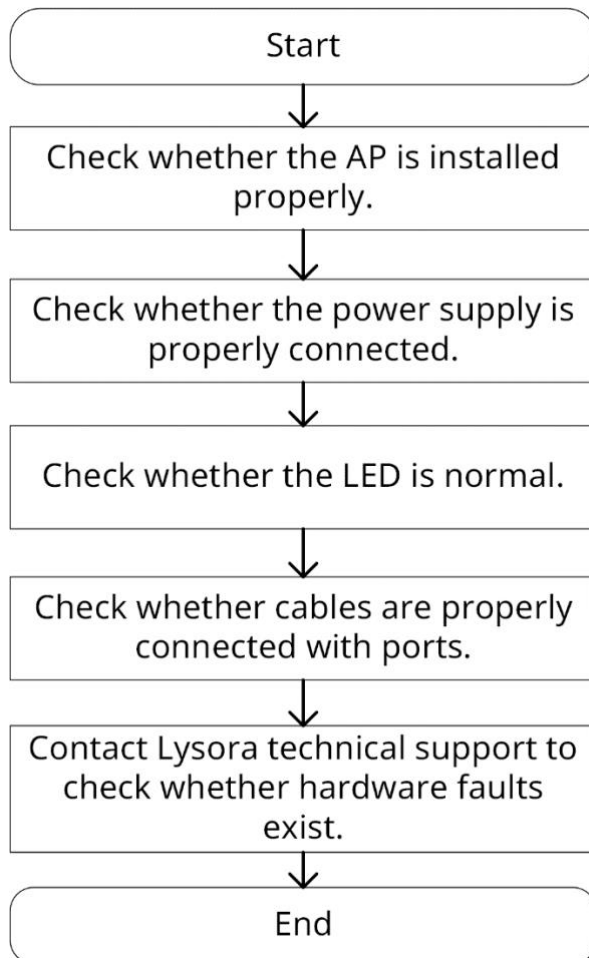 Start
Check whether the AP is installed
properly.
Check whether the power supply is
properly connected.
Check whether the LED is normal.
Check whether cables are properly
connected with ports.
Contact Lysora technical support to
check whether hardware faults
exist.
End